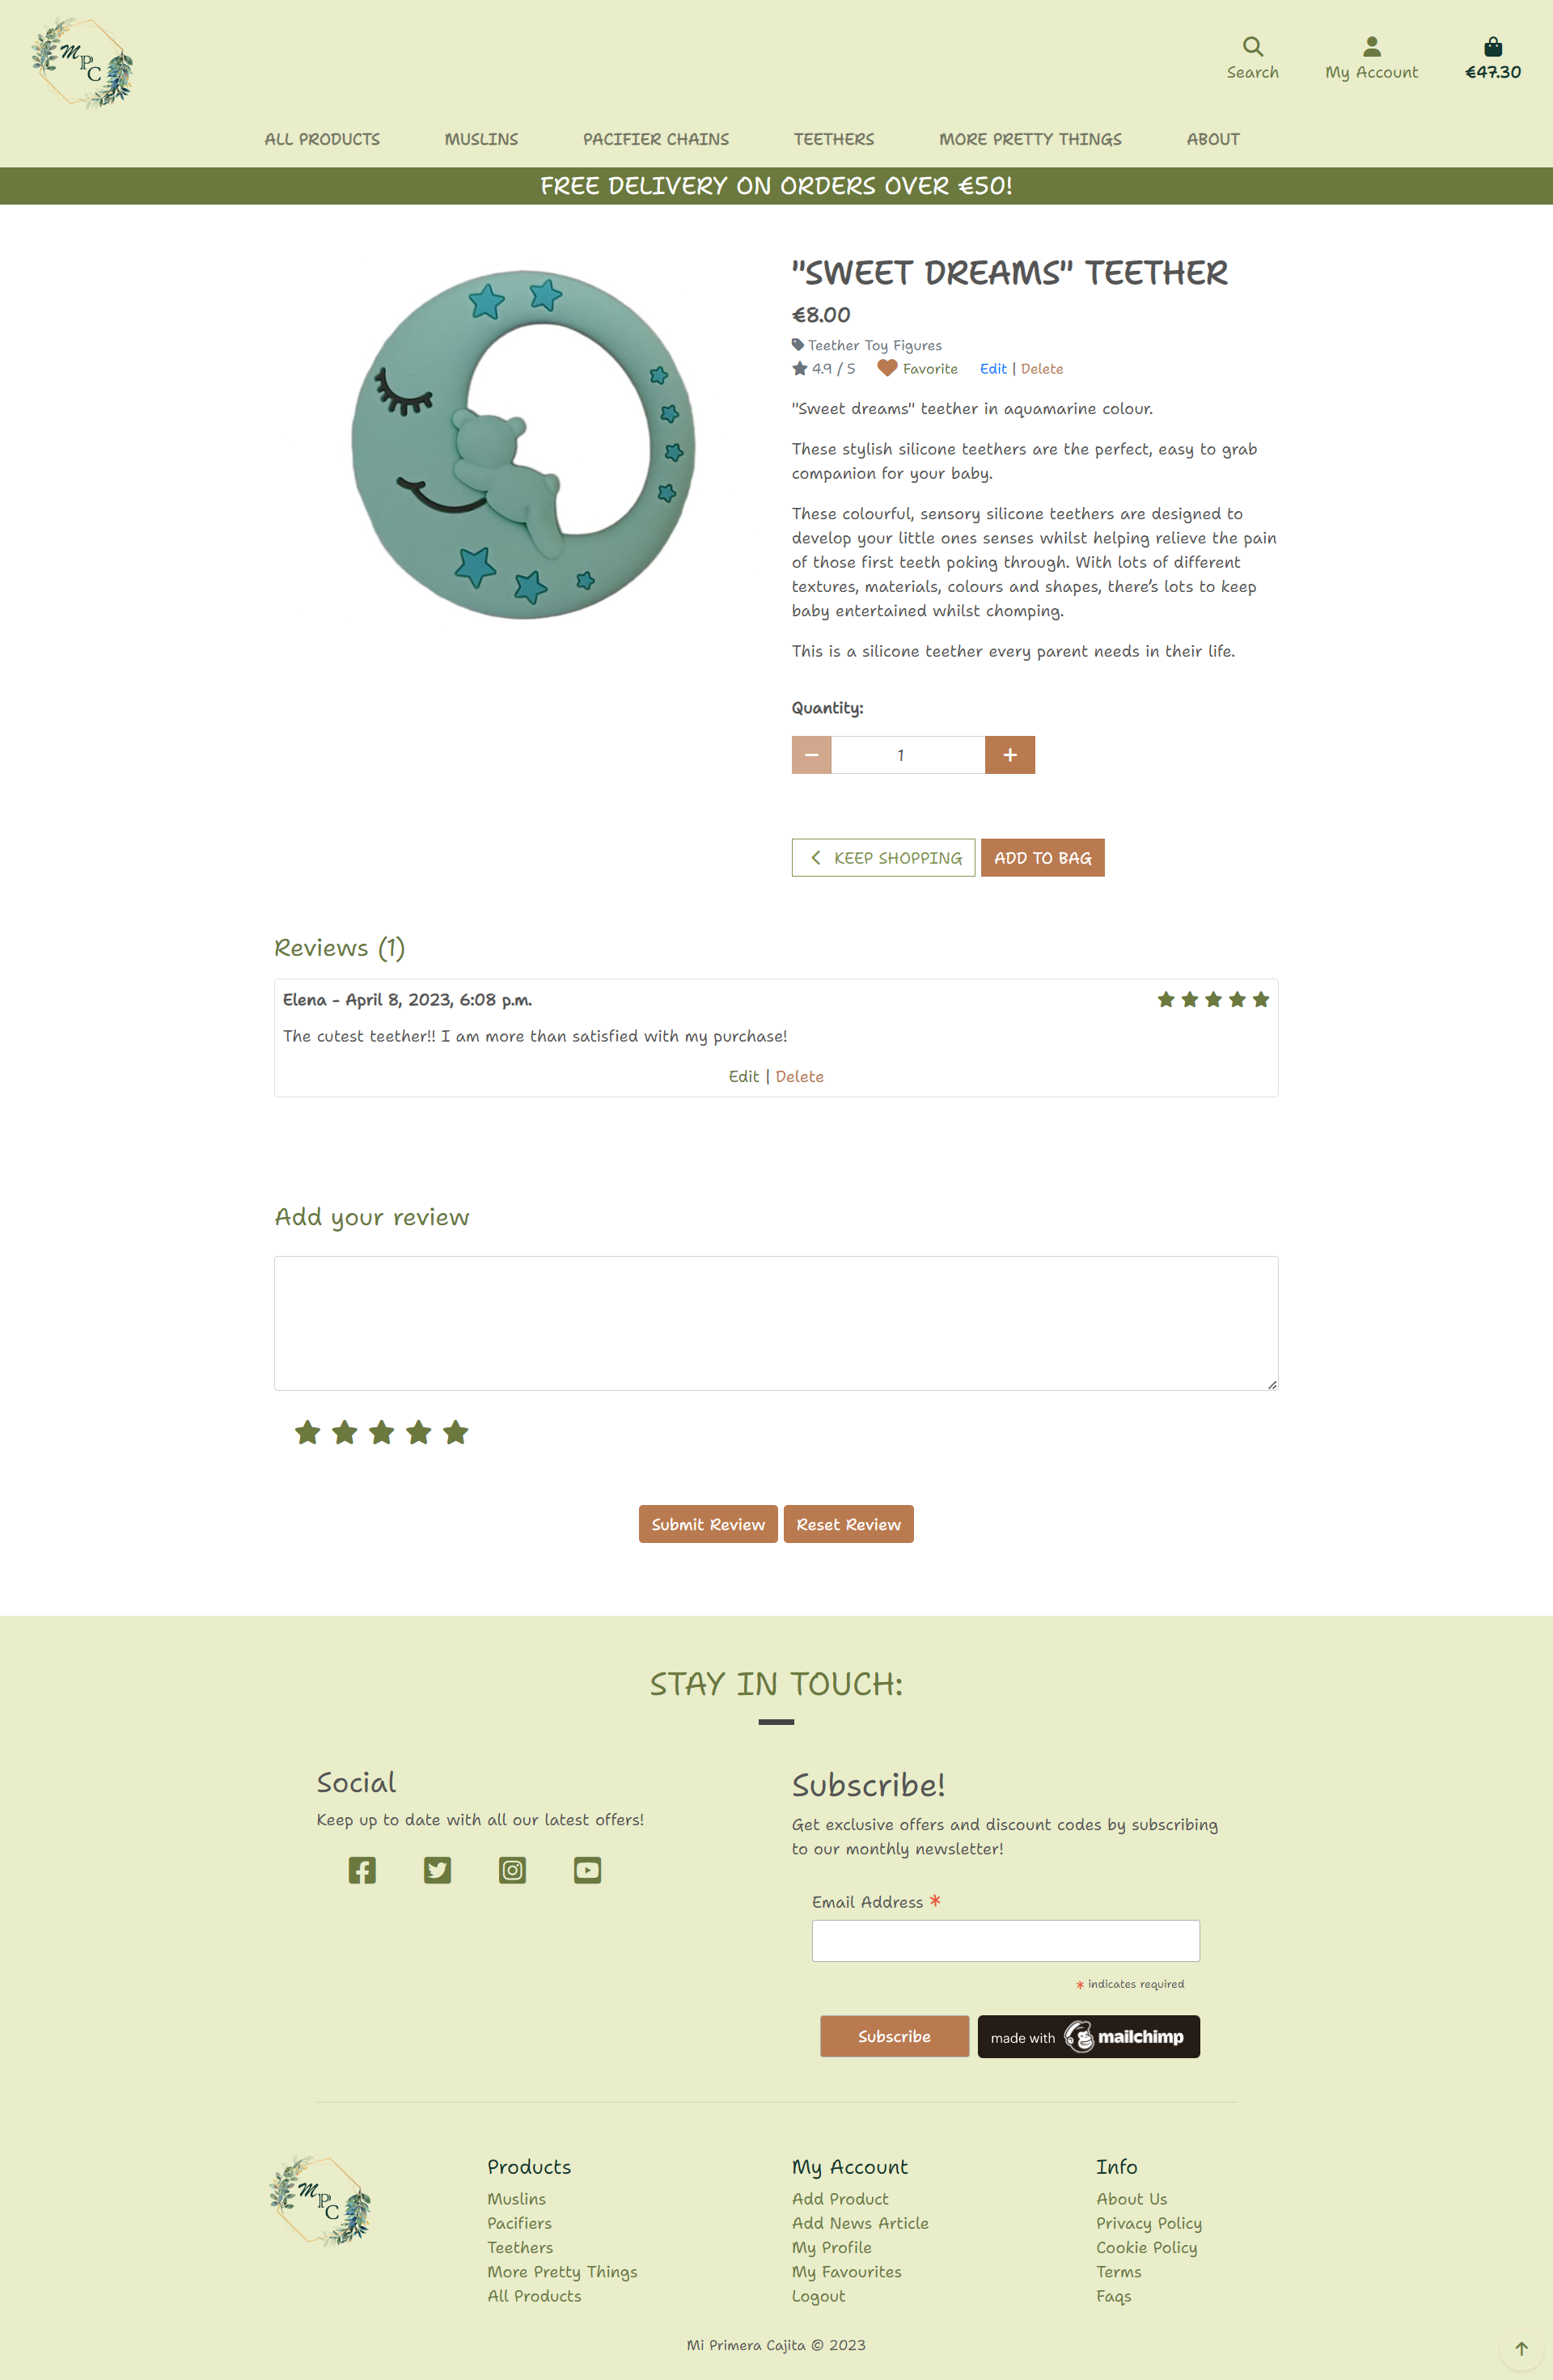 M
P
C
Search
My Account
€47.30
ALL PRODUCTS
MUSLINS
PACIFIER CHAINS
TEETHERS
MORE PRETTY THINGS
ABOUT
FREE DELIVERY ON ORDERS OVER €50!
"SWEET DREAMS" TEETHER
€8.00
Teether Toy Figures
4.9 / 5 Favorite Edit | Delete
"Sweet dreams" teether in aquamarine colour.
These stylish silicone teethers are the perfect, easy to grab
companion for your baby.
These colourful, sensory silicone teethers are designed to
develop your little ones senses whilst helping relieve the pain
of those first teeth poking through. With lots of different
textures, materials, colours and shapes, there's lots to keep
baby entertained whilst chomping.
This is a silicone teether every parent needs in their life.
Quantity:
1
KEEP SHOPPING
ADD TO BAG
Reviews (1)
Elena - April 8, 2023, 6:08 p.m.
The cutest teether!! I am more than satisfied with my purchase!
Edit | Delete
Add your review
Submit Review
Reset Review
STAY IN TOUCH:
Social
Keep up to date with all our latest offers!
Subscribe!
Get exclusive offers and discount codes by subscribing
to our monthly newsletter!
Email Address *
* indicates required
Subscribe
made with mailchimp
M
P
C
Products
Muslins
Pacifiers
Teethers
More Pretty Things
All Products
My Account
Add Product
Add News Article
My Profile
My Favourites
Logout
Info
About Us
Privacy Policy
Cookie Policy
Terms
Faqs
Mi Primera Cajita © 2023